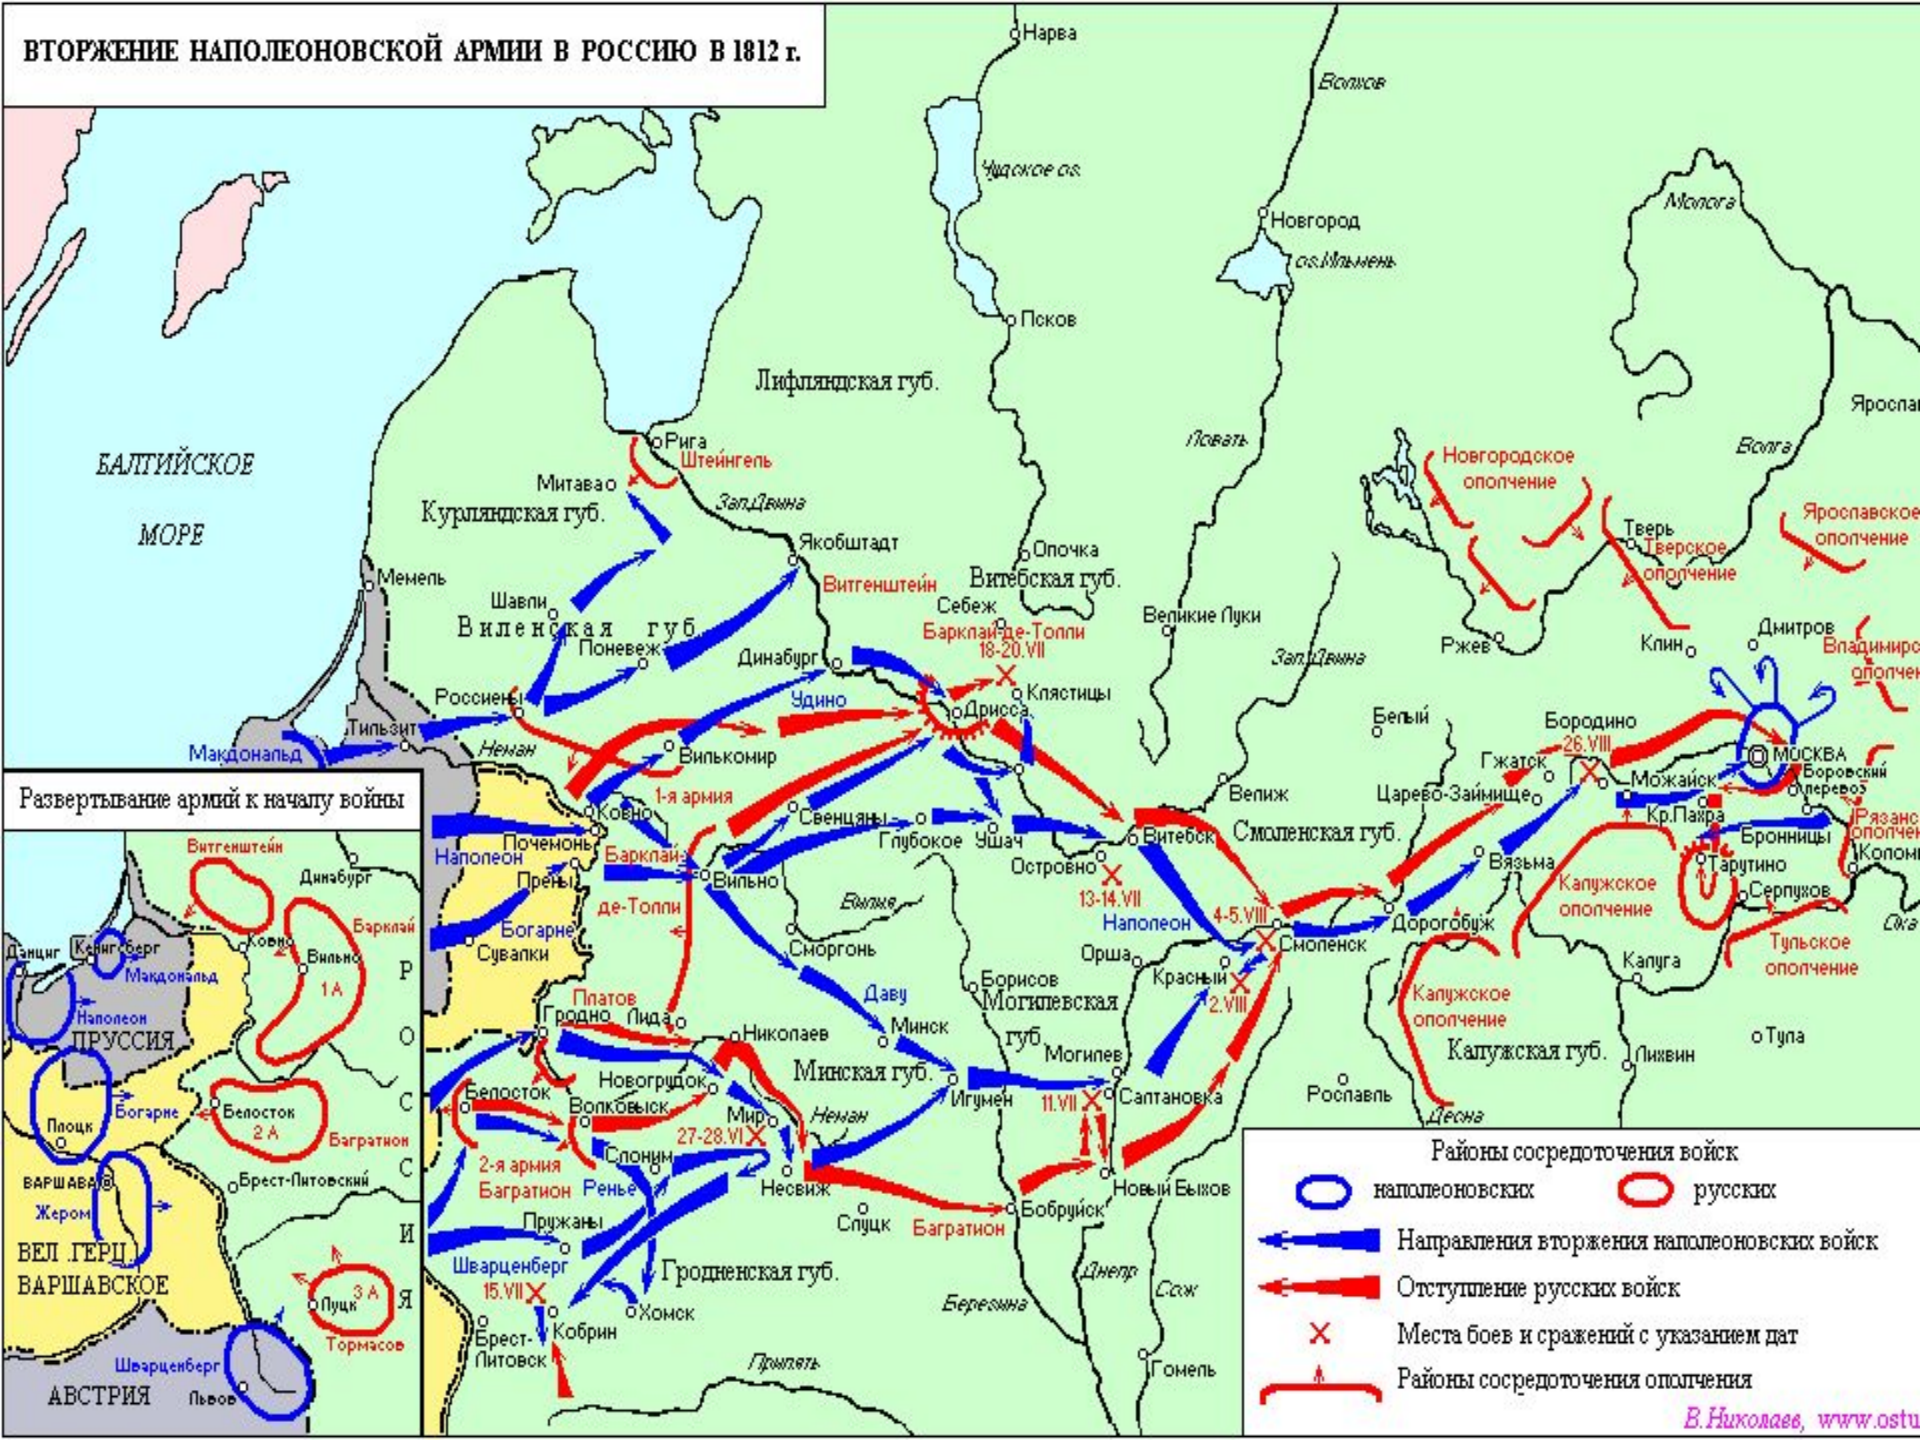 ВТОРЖЕНИЕ НАПОЛЕОНОВСКОЙ АРМИИ В РОССИЮ В 1812 г.
Нарва
Волхов
Чудское оз.
Молога
Новгород
оз.Ильмень
Псков
Лифляндская губ.
Ловать
Волга
БАЛТИЙСКОЕ
МОРЕ
Рига
Штейнгель
Митава
Зап.Двина
Курляндская губ.
Новгородское
ополчение
Ярославское
ополчение
Тверь
Тверское
ополчение
Якобштадт
Опочка
Витебская губ.
Витгенштейн
Мемель
Шавли
Виленская губ.
Себеж
Барклай-де-Толли
18-20.VII
Великие Луки
Поневеж
Динабург
Зап.Двина
Ржев
Клин
Дмитров
Россиены
Удино
Клястицы
Дрисса
Белый
Бородино
26.VIII
Тильзит
Неман
Макдональд
Вилькомир
Гжатск
МОСКВА
Можайск
Боровский
перевоз
1-я армия
Велиж
Царево-Займище
Кр.Пахра
Ковно
Свенцяны
Почемонь
Наполеон
Барклай-
де-Толли
Глубокое
Ушач
Витебск
Смоленская губ.
Бронницы
Вязьма
Тарутино
Прены
Вильно
Островно
13-14.VII
Вилия
Калужское
ополчение
Серпухов
Богарне
Сувалки
Наполеон
4-5.VIII
Дорогобуж
Смоленск
Сморгонь
Орша
Красный
2.VIII
Тульское
ополчение
Ока
Калуга
Борисов
Могилевская
губ.
Платов
Даву
Калужское
ополчение
Гродно
Лида
Николаев
Минск
Могилев
Калужская губ.
Лихвин
Тула
Минская губ.
Новогрудок
Белосток
Волковыск
Игумен
11.VII
Салтановка
Рославль
Десна
Мир
27-28.VI
Неман
Слоним
2-я армия
Багратион
Ренье
Несвиж
Новый Быхов
Бобруйск
Слуцк
Багратион
Пружаны
Шварценберг
15.VII
Гродненская губ.
Хомск
Кобрин
Брест-
Литовск
Припять
Березина
Днепр
Сож
Гомель
Развертывание армий к началу войны
Витгенштейн
Динабург
Барклай
Ковно
Вильно
1 А
Данциг
Кенигсберг
Макдональд
Наполеон
ПРУССИЯ
Богарне
Плоцк
Белосток
2 А
Багратион
ВАРШАВА
Жером
Брест-Литовский
ВЕЛ .ГЕРЦ.
ВАРШАВСКОЕ
Луцк
3 А
Тормасов
Шварценберг
АВСТРИЯ
Львов
Р О С С И Я
Районы сосредоточения войск
наполеоновских
русских
Направления вторжения наполеоновских войск
Отступление русских войск
Места боев и сражений с указанием дат
Районы сосредоточения ополчения
В.Николаев, www.ostu